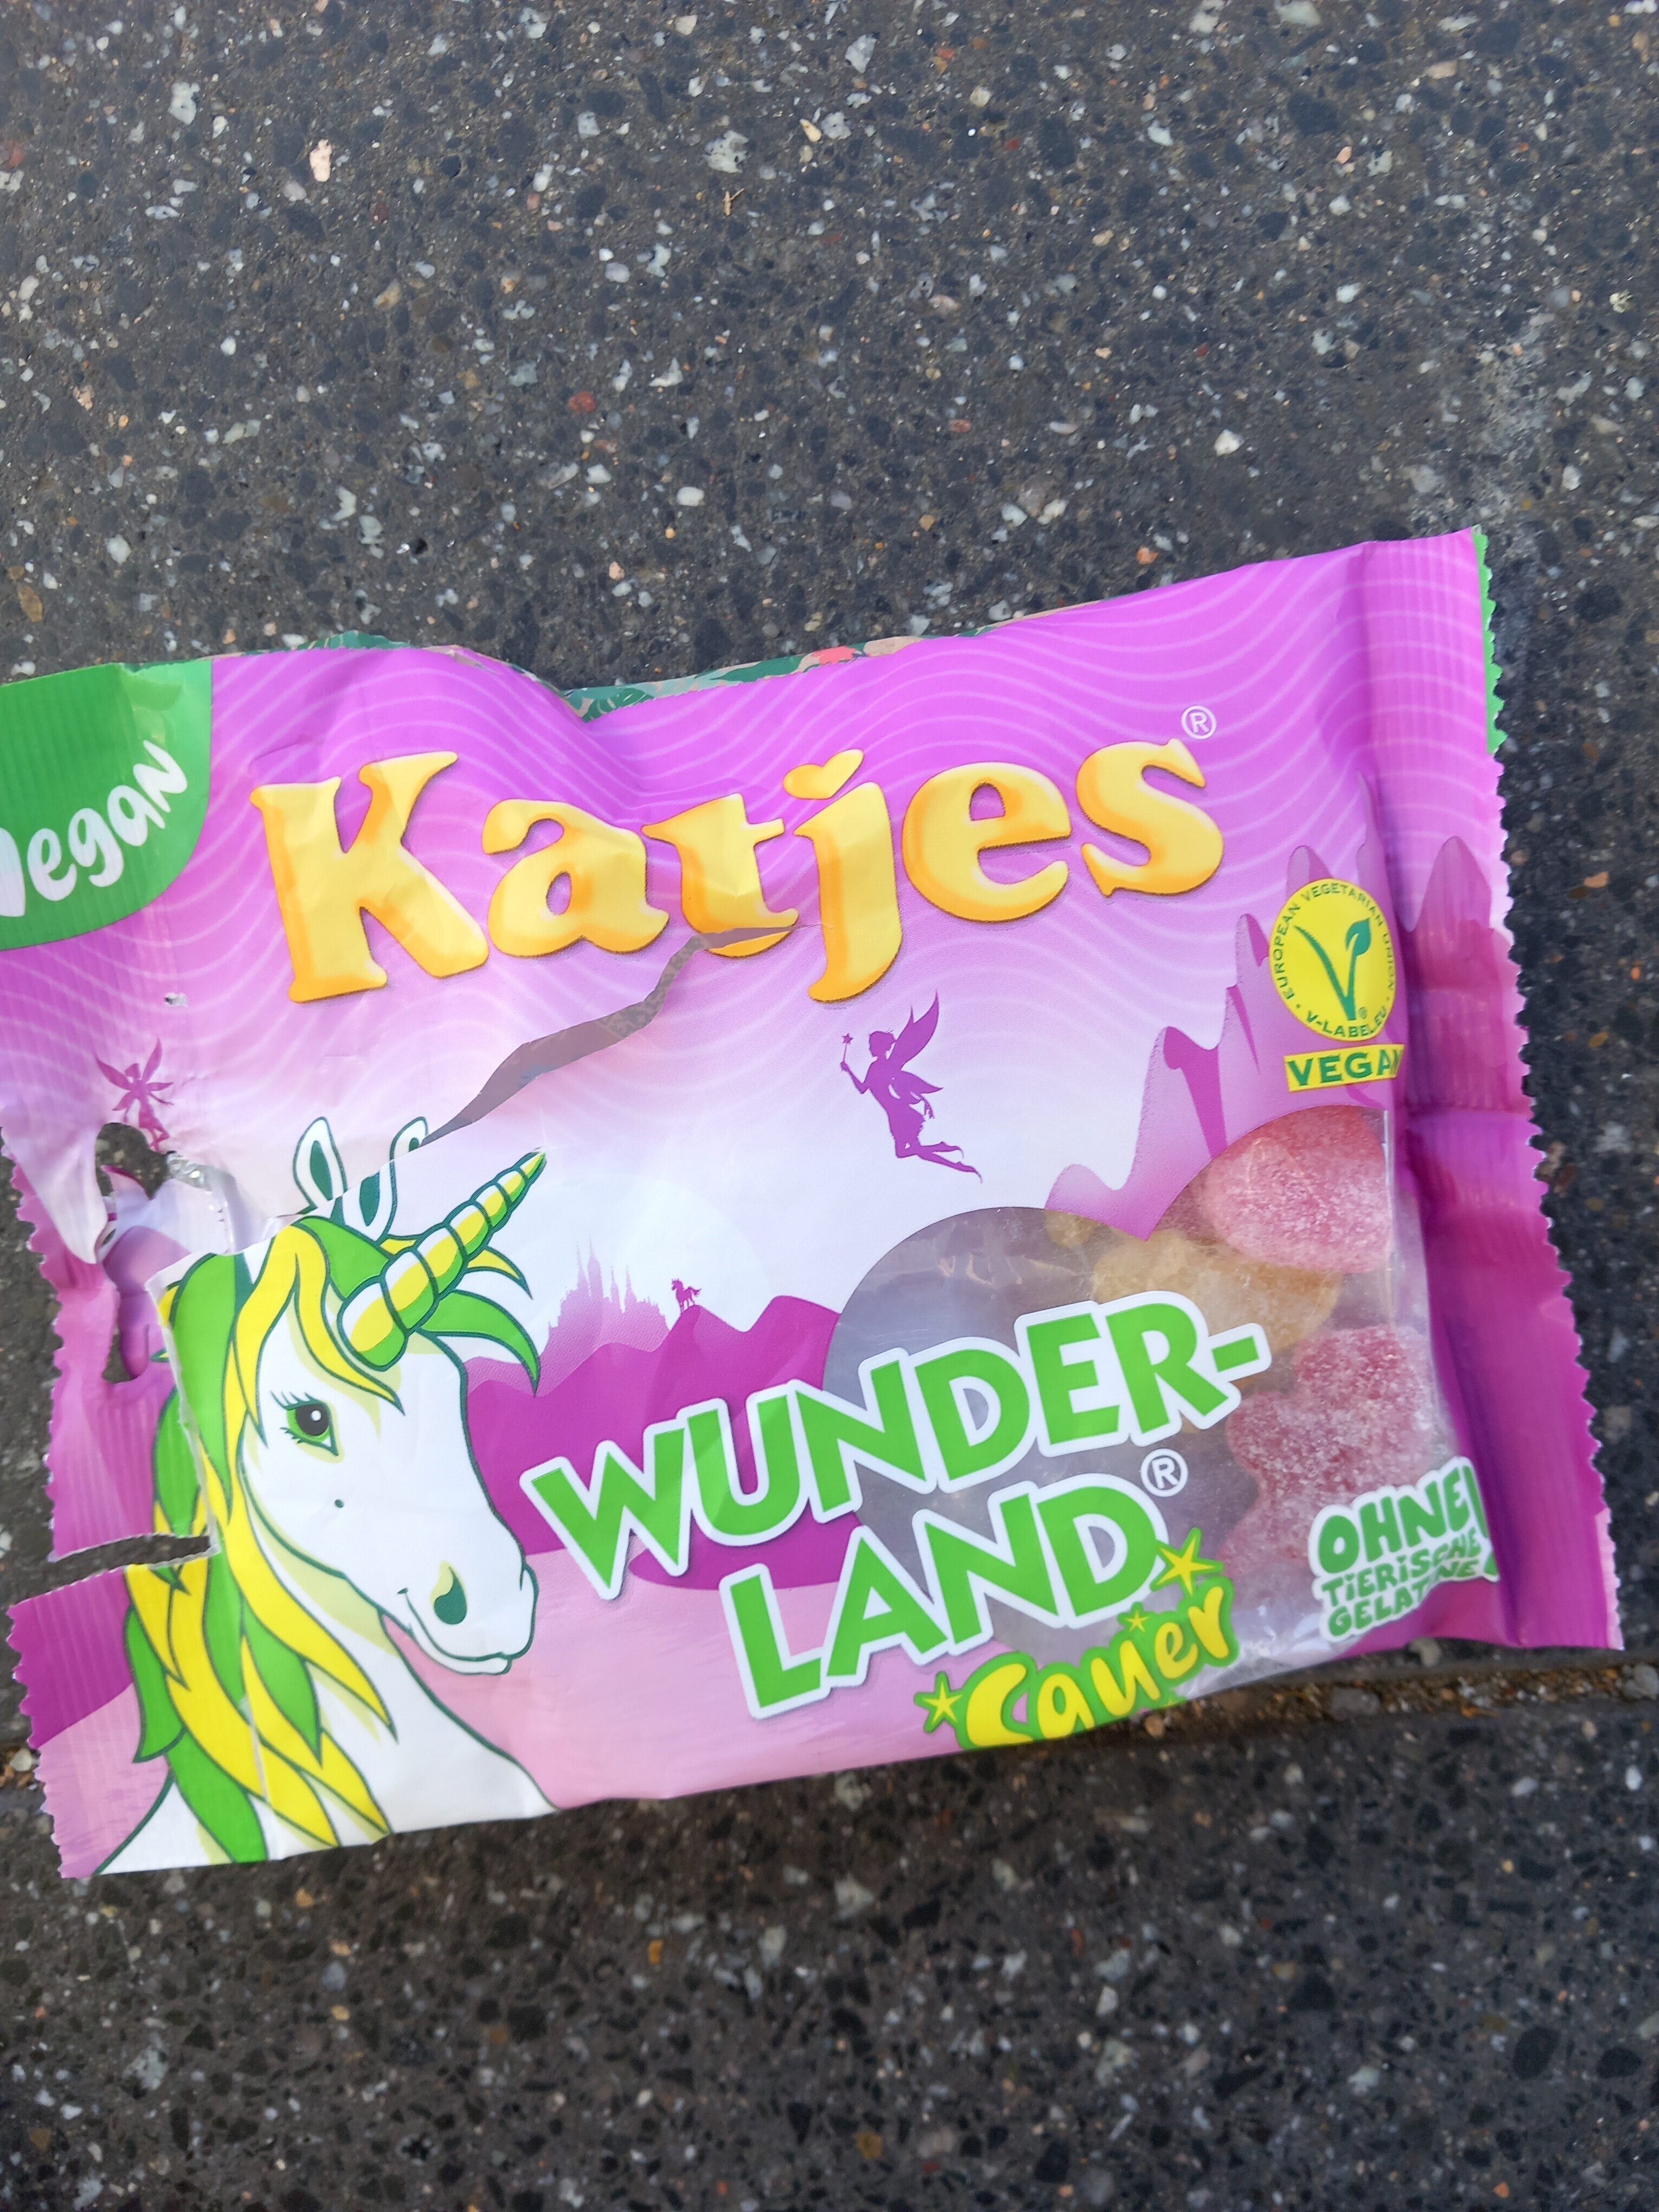 Vegan
Katjes®
EUROPEAN VEGETARIAN UNION
V-LABEL.EU
VEGAN
WUNDER-
LAND®
Sauer
OHNE
TIERISCHE
GELATINE